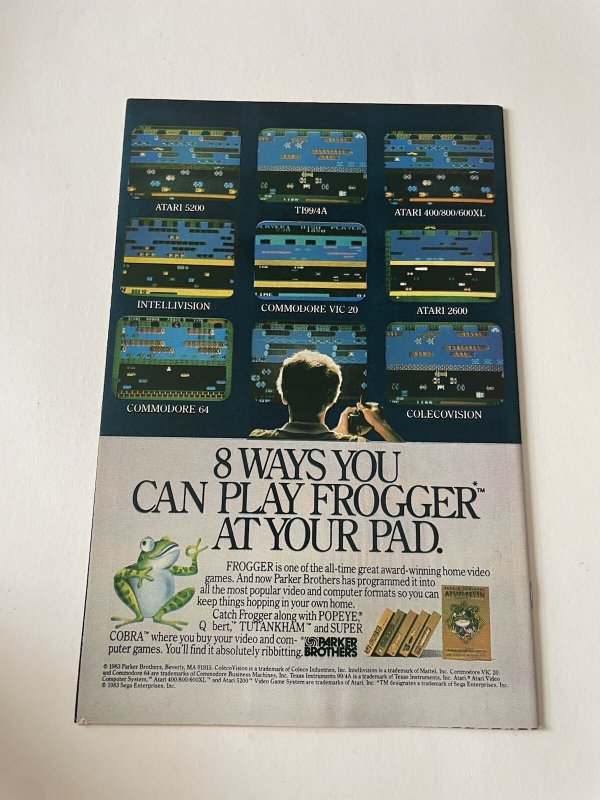 ATARI 5200
TI99/4A
ATARI 400/800/600XL
INTELLIVISION
COMMODORE VIC 20
ATARI 2600
COMMODORE 64
COLECOVISION
8 WAYS YOU
CAN PLAY FROGGER*™
AT YOUR PAD.
FROGGER is one of the all-time great award-winning home video
games. And now Parker Brothers has programmed it into
all the most popular video and computer formats so you can
keep things hopping in your own home.
Catch Frogger along with POPEYE,®
Q bert,™ TUTANKHAM™ and SUPER
COBRA™ where you buy your video and com-
puter games. You'll find it absolutely ribbitting.
PARKER
BROTHERS
© 1983 Parker Brothers, Beverly, MA 01915. ColecoVision is a trademark of Coleco Industries, Inc. Intellivision is a trademark of Mattel, Inc. Commodore VIC 20
and Commodore 64 are trademarks of Commodore Business Machines, Inc. Texas Instruments 99/4A is a trademark of Texas Instruments, Inc. Atari,® Atari Video
Computer System,™ Atari 400/800/600XL™ and Atari 5200™ Video Game System are trademarks of Atari, Inc. *TM designates a trademark of Sega Enterprises, Inc.
© 1983 Sega Enterprises, Inc.